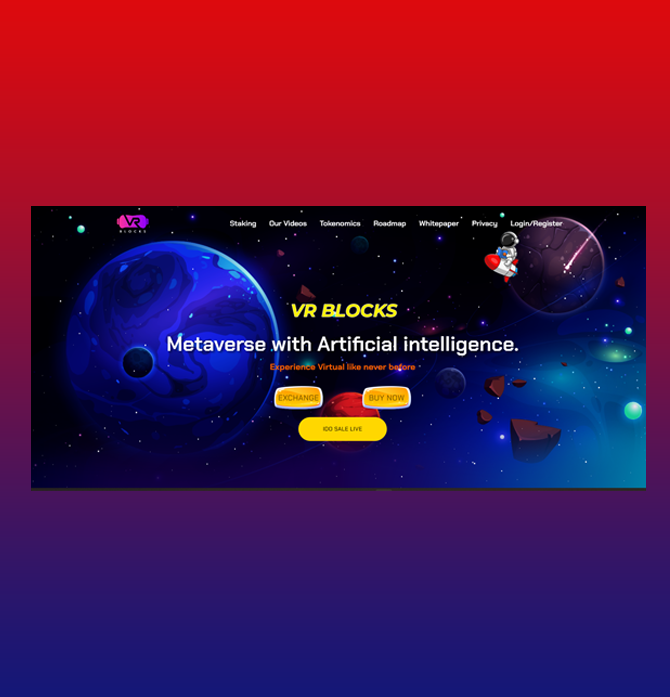 VR
BLOCKS
Staking Our Videos Tokenomics Roadmap Whitepaper Privacy Login/Register
VR BLOCKS
Metaverse with Artificial intelligence.
Experience Virtual like never before
EXCHANGE BUY NOW
IDO SALE LIVE